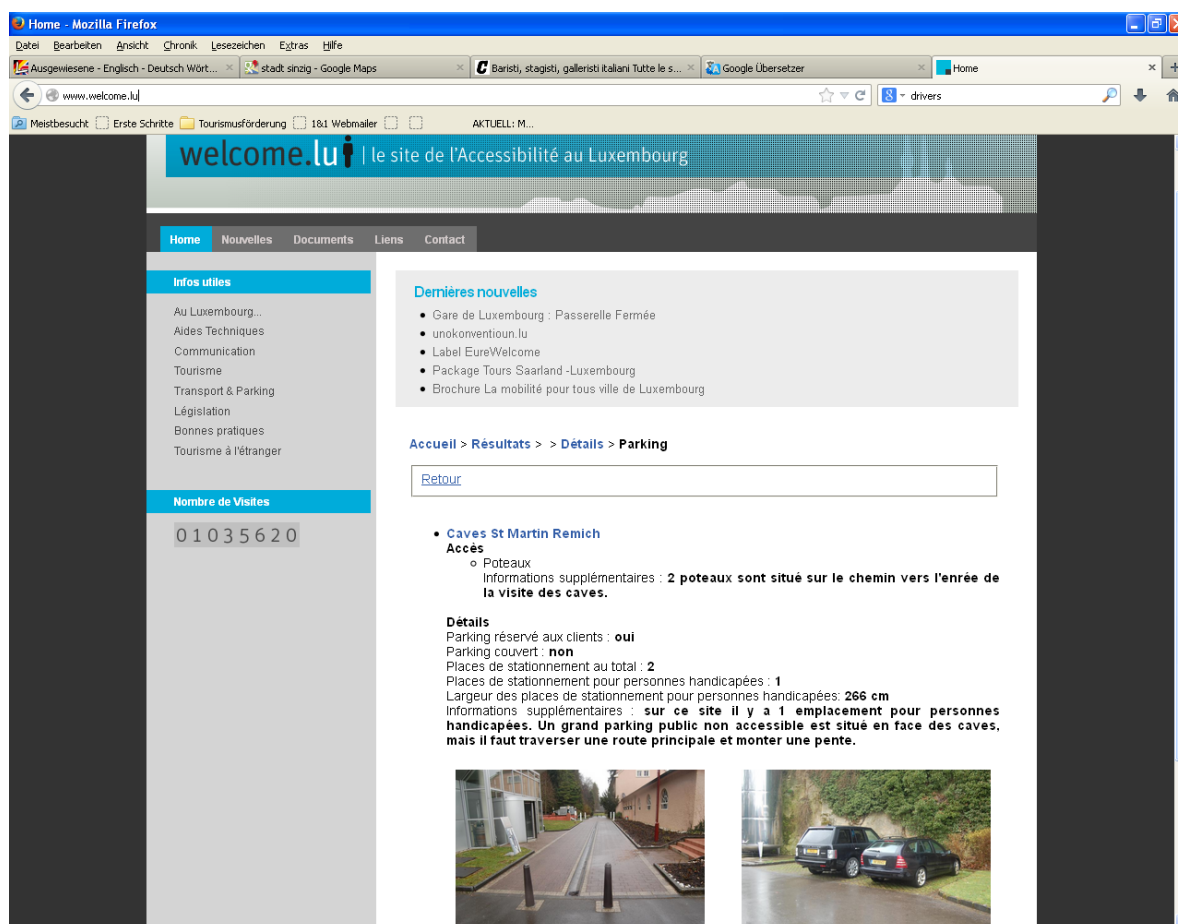 Home - Mozilla Firefox
Datei Bearbeiten Ansicht Chronik Lesezeichen Extras Hilfe
Ausgewiesene - Englisch - Deutsch Wört... stadt sinzig - Google Maps Baristi, stagisti, galleristi italiani Tutte le s... Google Übersetzer Home
www.welcome.lu drivers
Meistbesucht Erste Schritte Tourismusförderung 1&1 Webmailer AKTUELL: M...
welcome.lu | le site de l'Accessibilité au Luxembourg
Home Nouvelles Documents Liens Contact
Infos utiles
Au Luxembourg...
Aides Techniques
Communication
Tourisme
Transport & Parking
Législation
Bonnes pratiques
Tourisme à l'étranger
Nombre de Visites
01035620
Dernières nouvelles
Gare de Luxembourg : Passerelle Fermée
unokonventioun.lu
Label EureWelcome
Package Tours Saarland -Luxembourg
Brochure La mobilité pour tous ville de Luxembourg
Accueil > Résultats > > Détails > Parking
Retour
Caves St Martin Remich
Accès
Poteaux
Informations supplémentaires : 2 poteaux sont situé sur le chemin vers l'enrée de
la visite des caves.
Détails
Parking réservé aux clients : oui
Parking couvert : non
Places de stationnement au total : 2
Places de stationnement pour personnes handicapées : 1
Largeur des places de stationnement pour personnes handicapées: 266 cm
Informations supplémentaires : sur ce site il y a 1 emplacement pour personnes
handicapées. Un grand parking public non accessible est situé en face des caves,
mais il faut traverser une route principale et monter une pente.